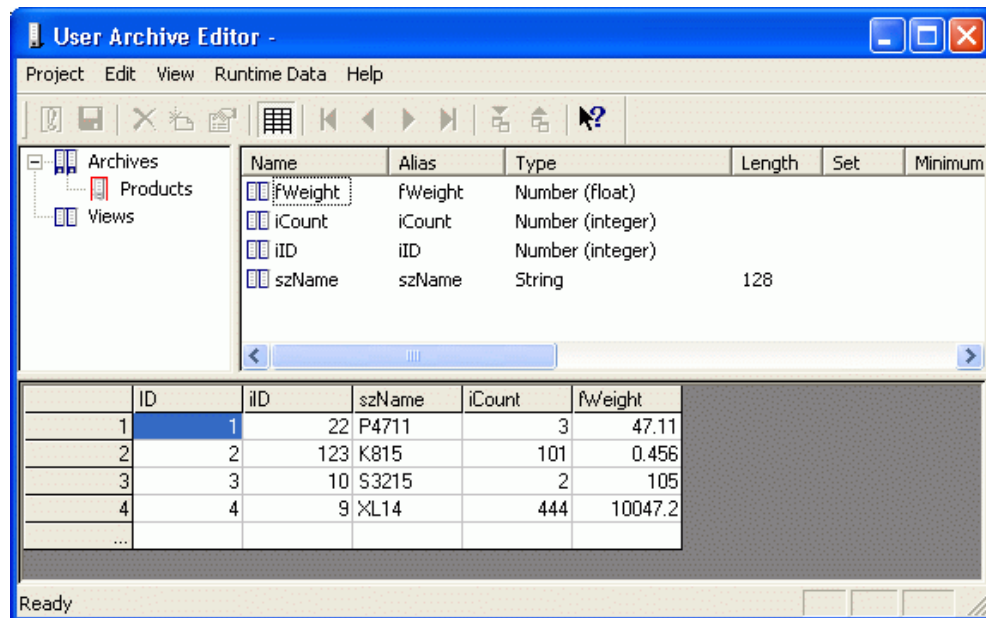 User Archive Editor -
Project Edit View Runtime Data Help
Archives
Products
Views
Name Alias Type Length Set Minimum
fWeight fWeight Number (float)
iCount iCount Number (integer)
iID iID Number (integer)
szName szName String 128
ID iID szName iCount fWeight
1 1 22 P4711 3 47.11
2 2 123 K815 101 0.456
3 3 10 S3215 2 105
4 4 9 XL14 444 10047.2
...
Ready